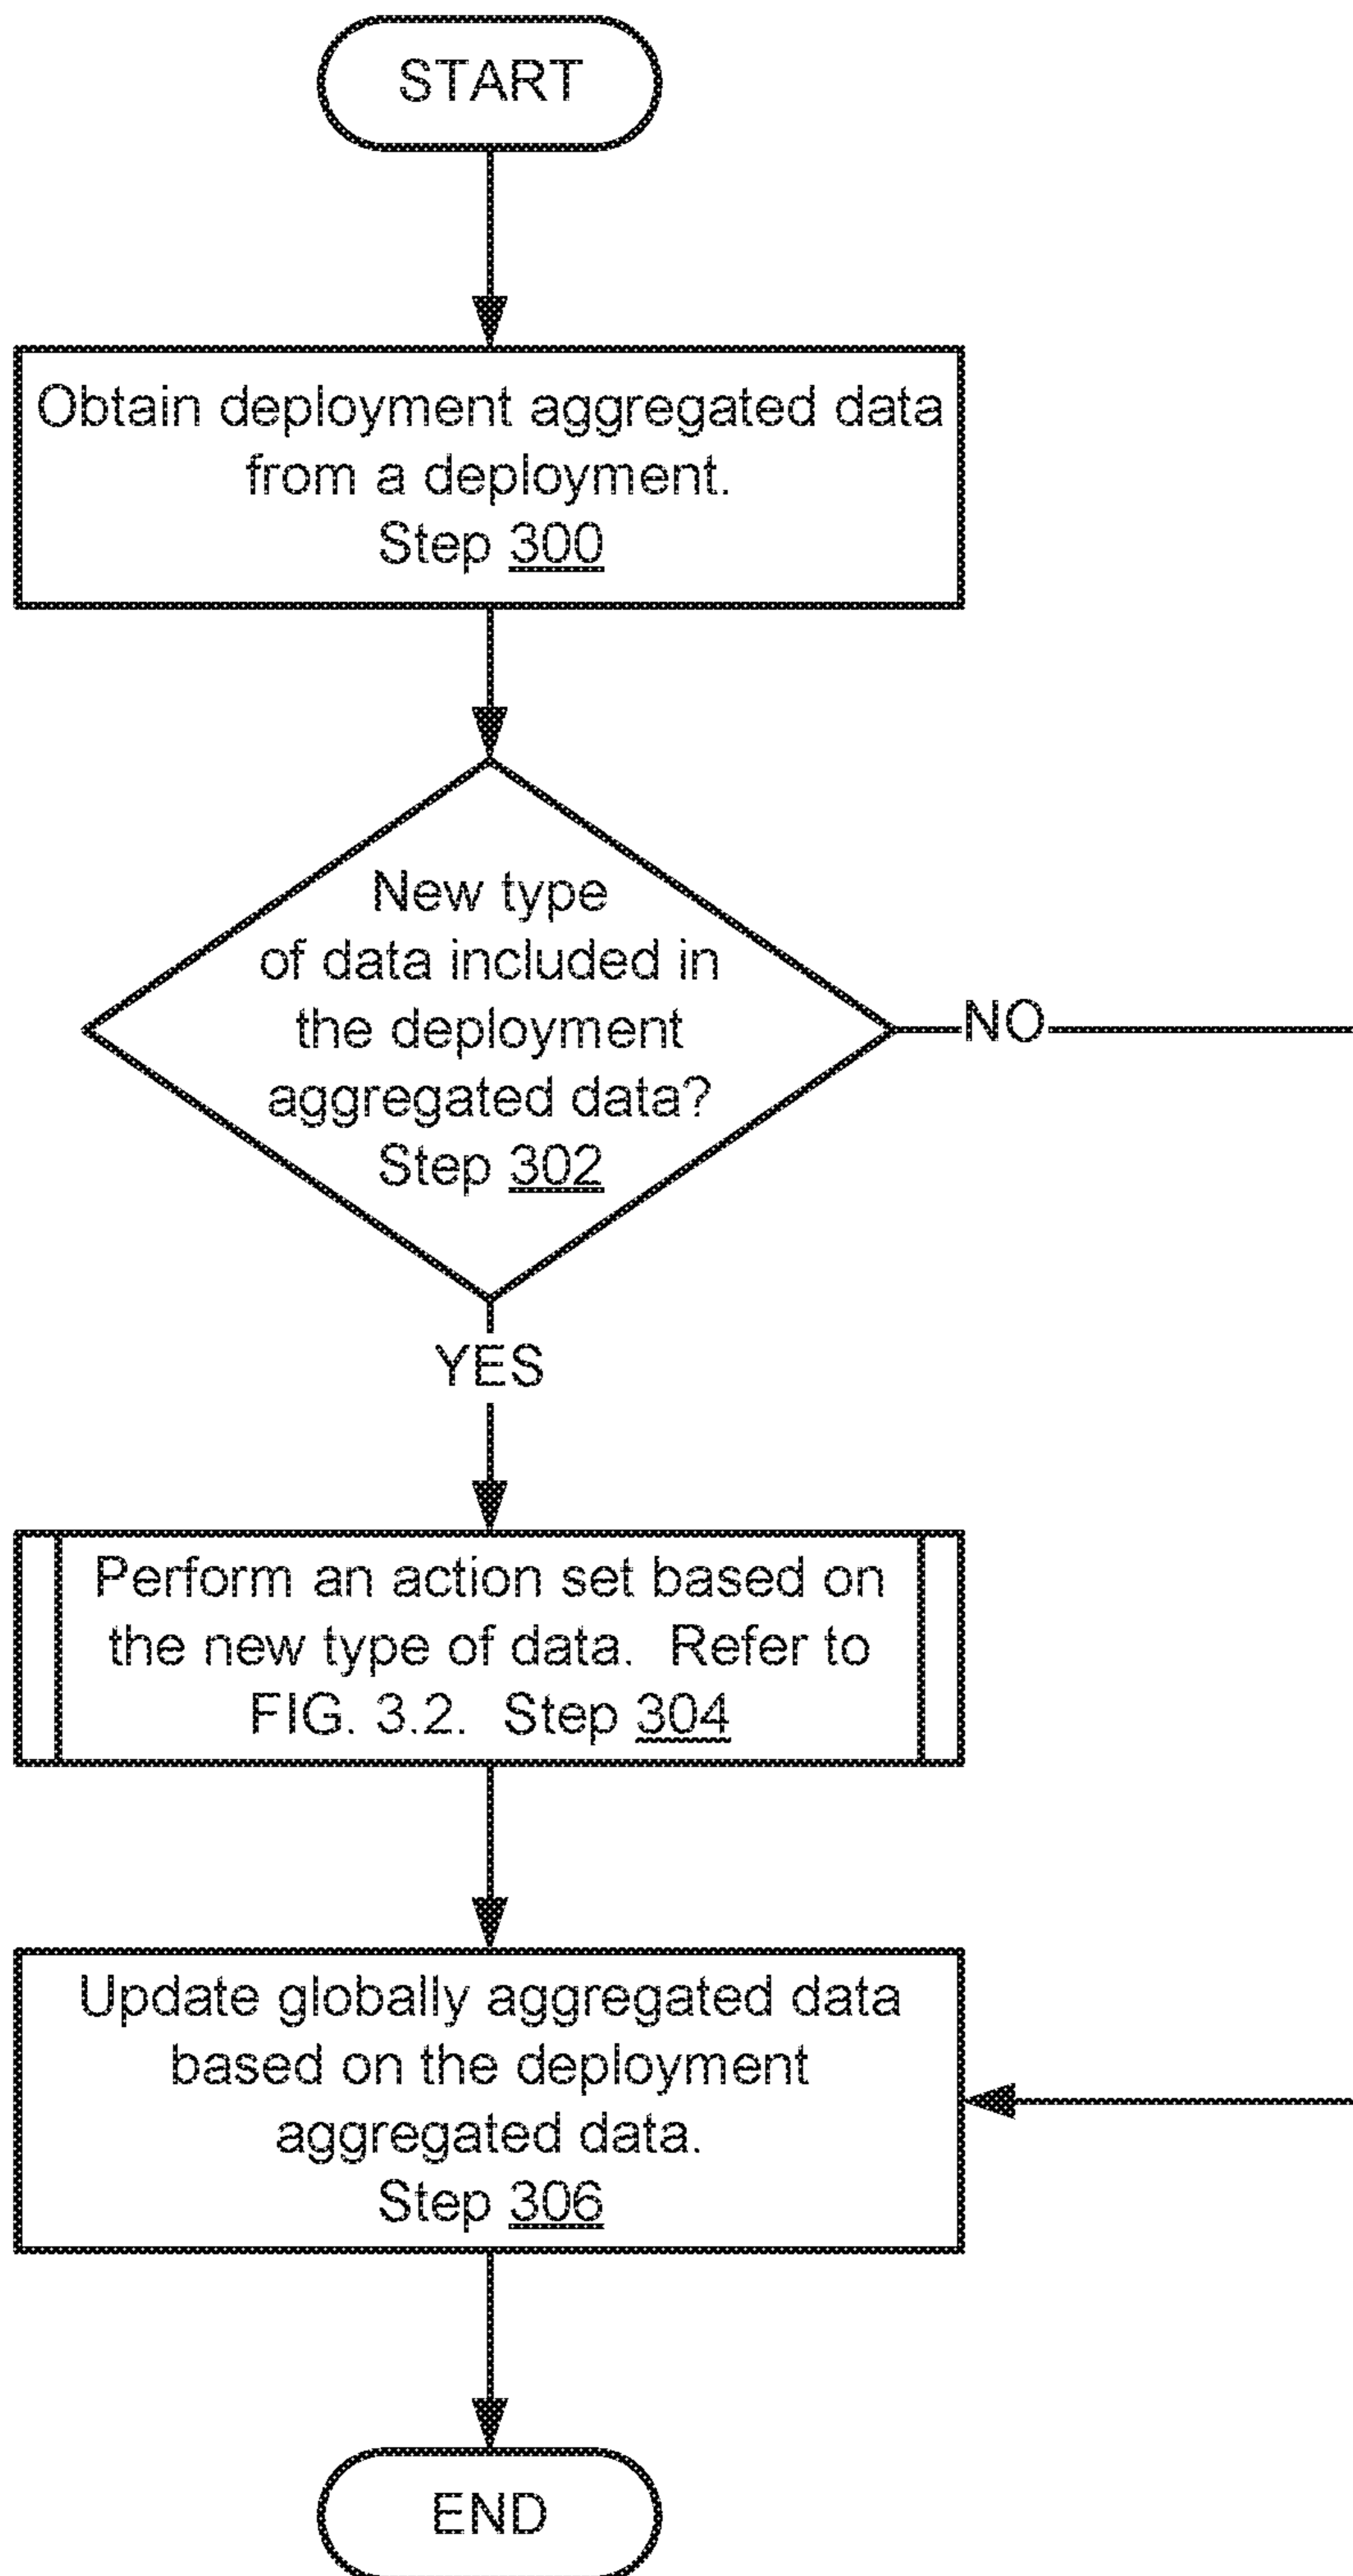 START
Obtain deployment aggregated data
from a deployment.
Step 300
New type
of data included in
the deployment
aggregated data?
Step 302
NO
YES
Perform an action set based on
the new type of data. Refer to
FIG. 3.2. Step 304
Update globally aggregated data
based on the deployment
aggregated data.
Step 306
END